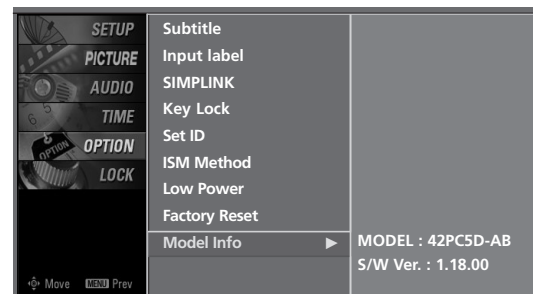 SETUP
PICTURE
AUDIO
TIME
OPTION
LOCK
Move MENU Prev
Subtitle
Input label
SIMPLINK
Key Lock
Set ID
ISM Method
Low Power
Factory Reset
Model Info ▶
MODEL : 42PC5D-AB
S/W Ver. : 1.18.00